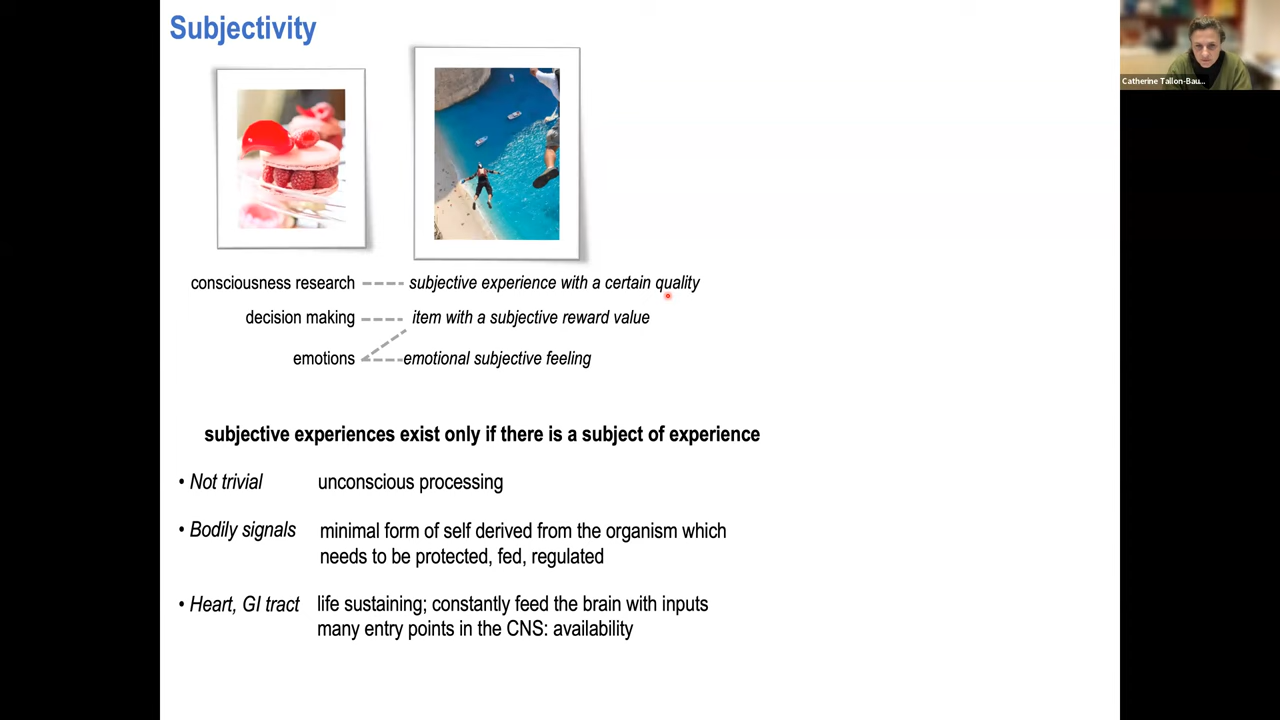 Subjectivity
Catherine Tallon-Bau...
consciousness research
subjective experience with a certain quality
decision making
item with a subjective reward value
emotions
emotional subjective feeling
subjective experiences exist only if there is a subject of experience
• Not trivial unconscious processing
• Bodily signals minimal form of self derived from the organism which
needs to be protected, fed, regulated
• Heart, GI tract life sustaining; constantly feed the brain with inputs
many entry points in the CNS: availability